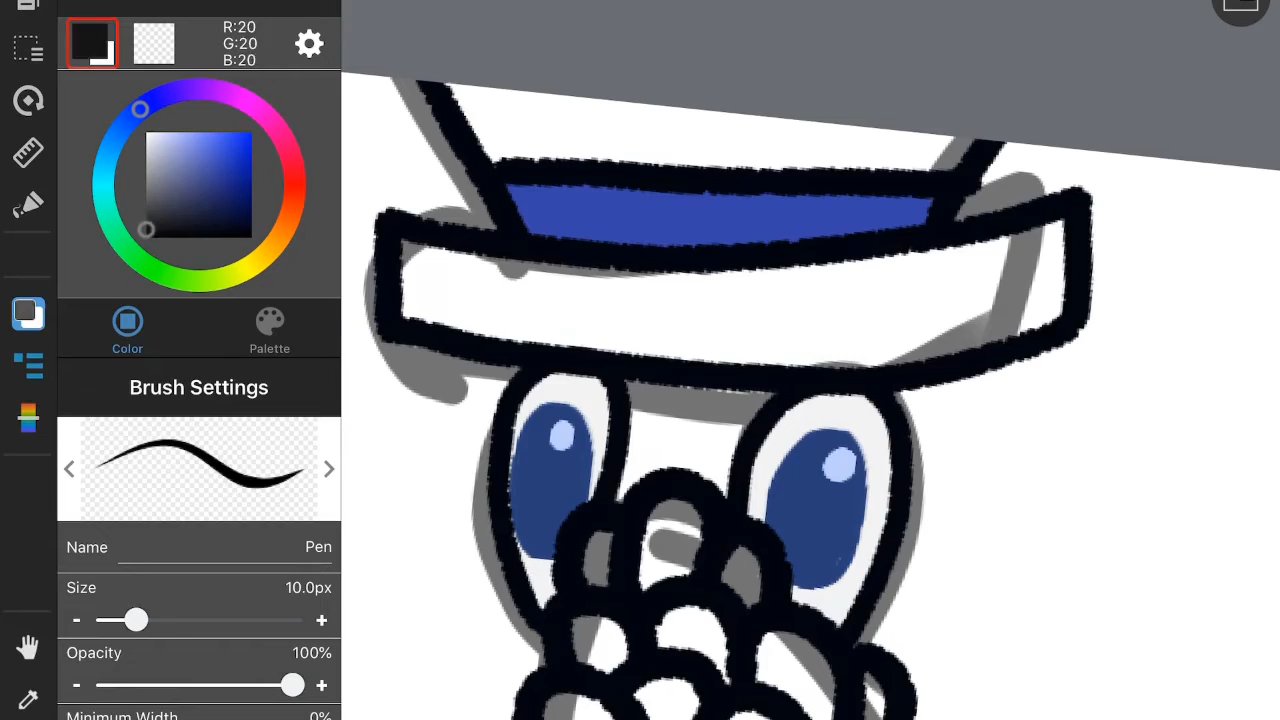 R:20
G:20
B:20
Color
Palette
Brush Settings
Name Pen
Size 10.0px
- +
Opacity 100%
- +
Minimum Width 0%